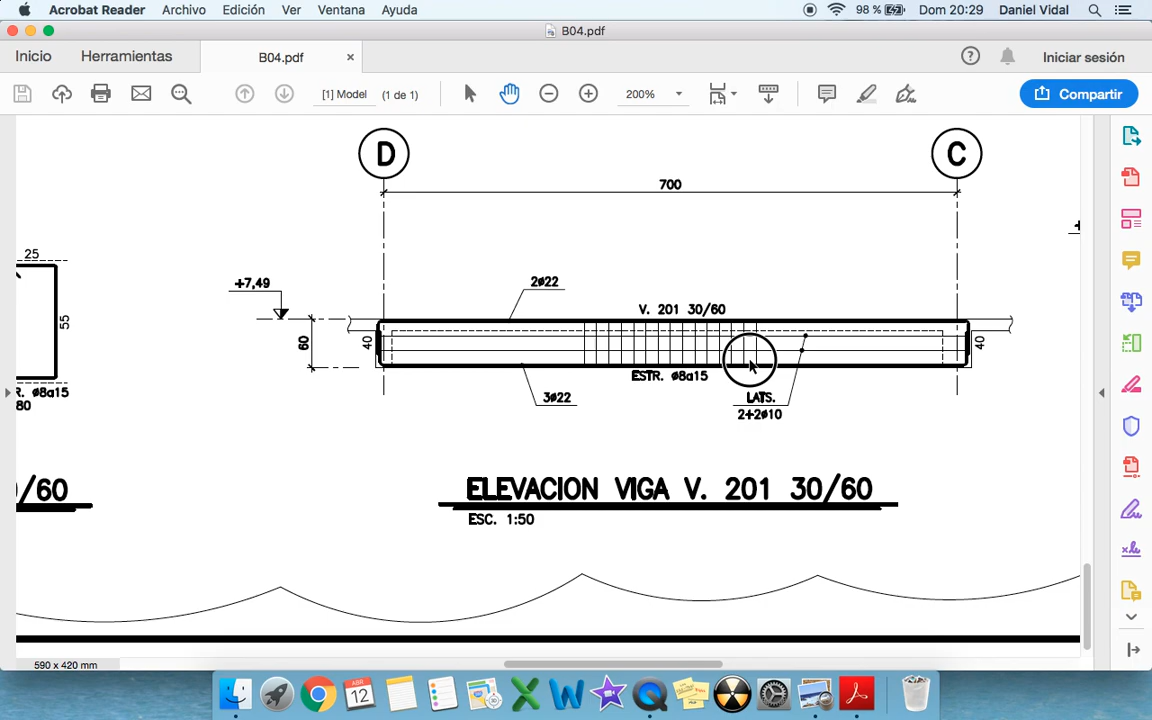 Acrobat Reader Archivo Edición Ver Ventana Ayuda 98 % Dom 20:29 Daniel Vidal
B04.pdf
Inicio Herramientas B04.pdf × ? Iniciar sesión
[1] Model (1 de 1) 200% Compartir
D C
700
25
55
+7,49
2ø22
V. 201 30/60
60
40
40
R. ø8a15
80
ESTR. ø8a15
3ø22
LATS.
2+2ø10
/60
ELEVACION VIGA V. 201 30/60
ESC. 1:50
590 x 420 mm
ABR
12